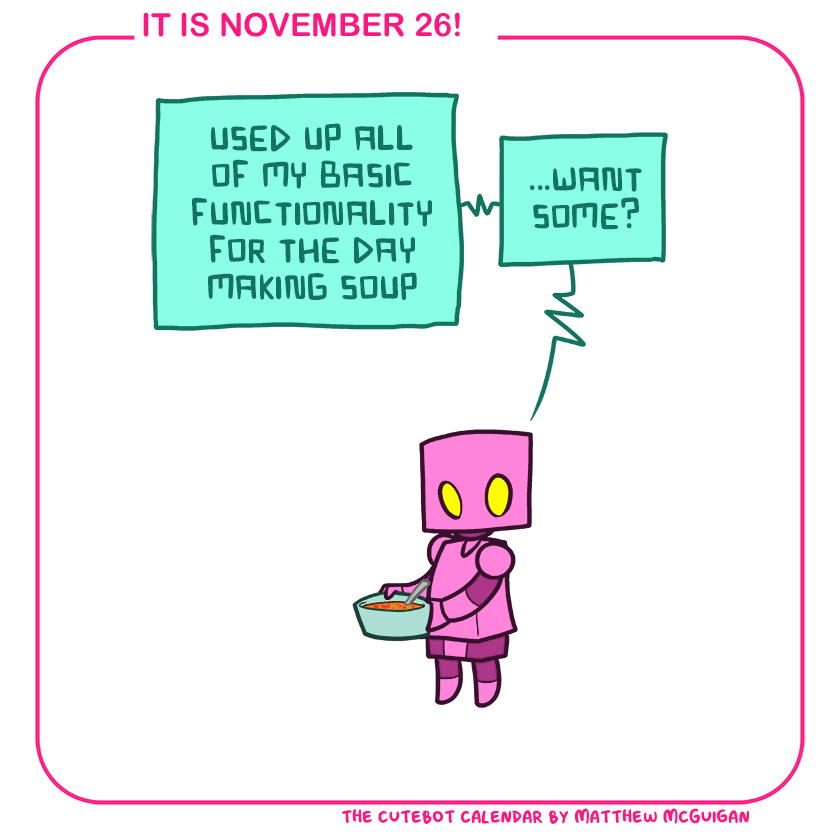 IT IS NOVEMBER 26!
USED UP ALL
OF MY BASIC
FUNCTIONALITY
FOR THE DAY
MAKING SOUP
...WANT
SOME?
THE CUTEBOT CALENDAR BY MATTHEW MCGUIGAN